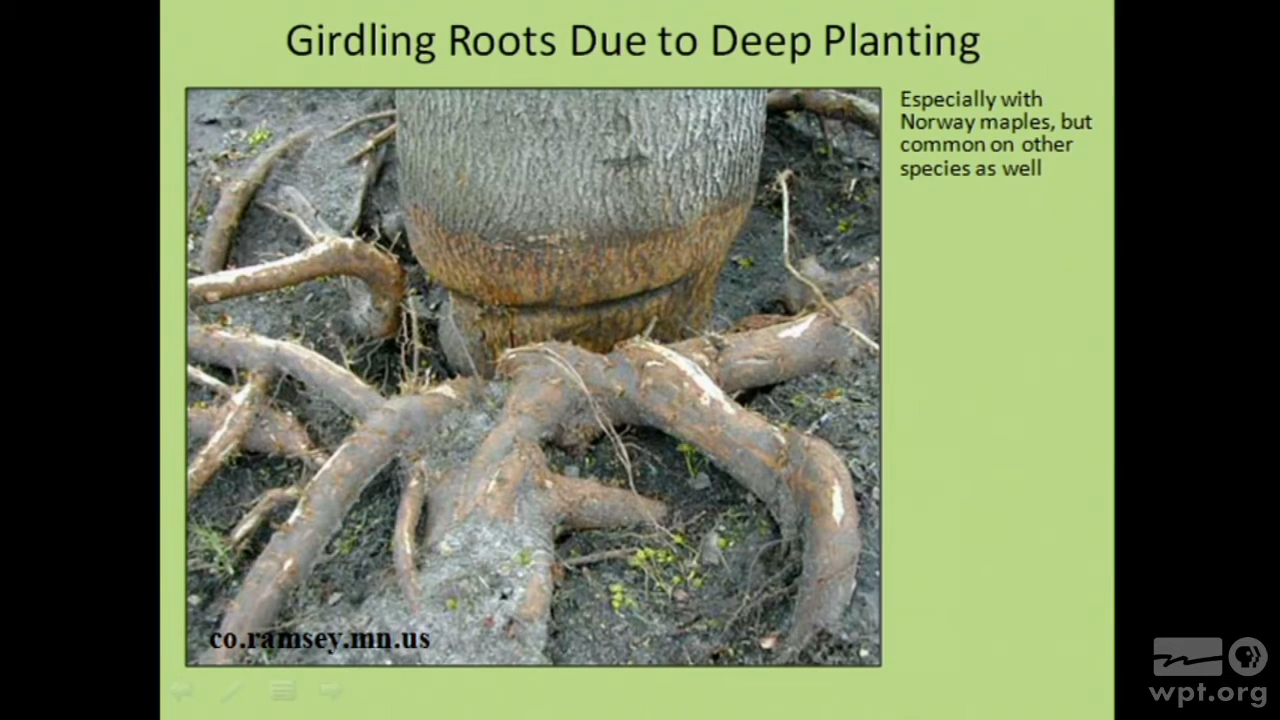 Girdling Roots Due to Deep Planting
Especially with
Norway maples, but
common on other
species as well
co.ramsey.mn.us
wpt.org